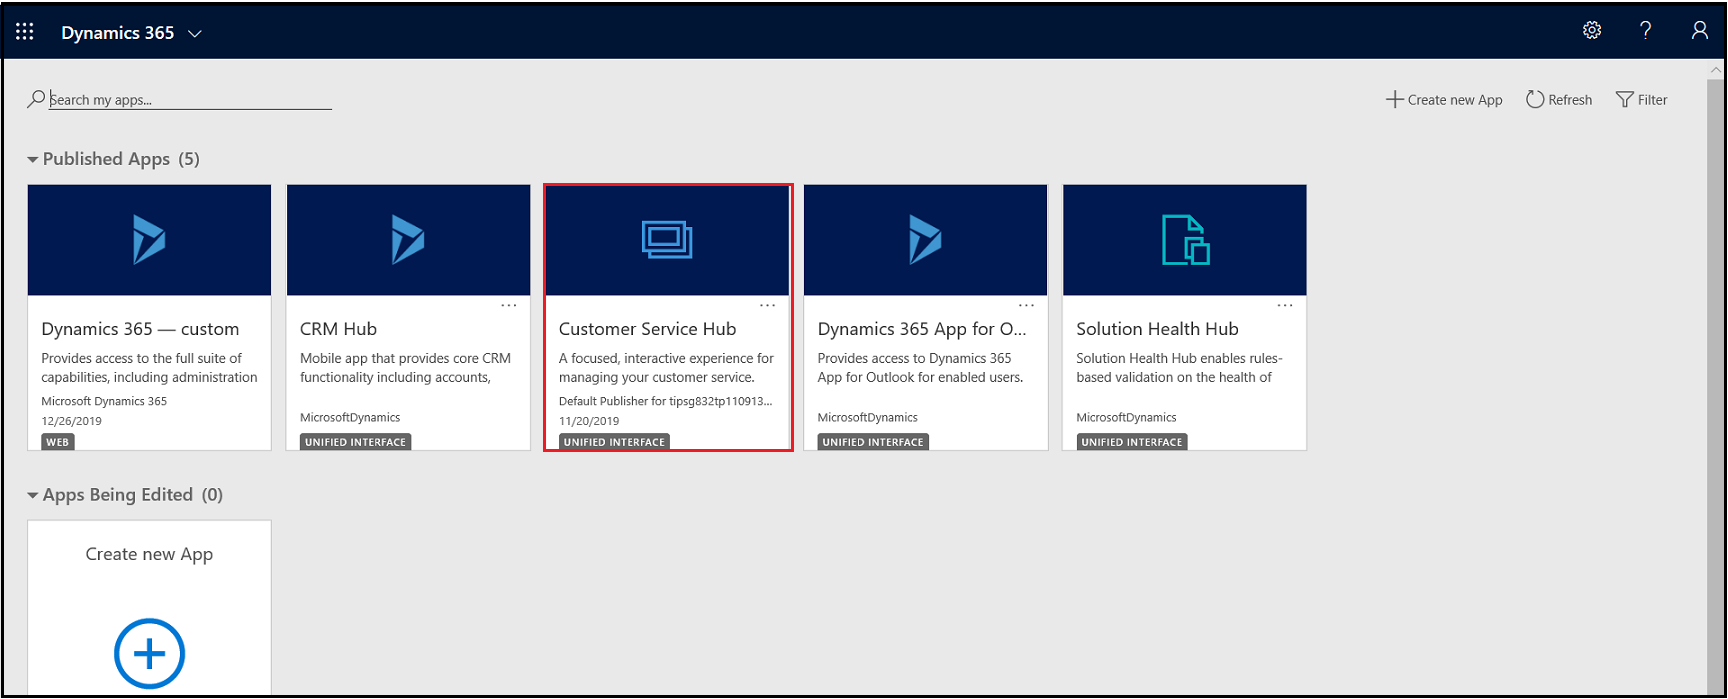 Dynamics 365
Search my apps...
Create new App
Refresh
Filter
Published Apps (5)
Dynamics 365 — custom
Provides access to the full suite of
capabilities, including administration
Microsoft Dynamics 365
12/26/2019
WEB
...
CRM Hub
Mobile app that provides core CRM
functionality including accounts,
MicrosoftDynamics
UNIFIED INTERFACE
...
Customer Service Hub
A focused, interactive experience for
managing your customer service.
Default Publisher for tipsg832tp110913...
11/20/2019
UNIFIED INTERFACE
...
Dynamics 365 App for O...
Provides access to Dynamics 365
App for Outlook for enabled users.
MicrosoftDynamics
UNIFIED INTERFACE
...
Solution Health Hub
Solution Health Hub enables rules-
based validation on the health of
MicrosoftDynamics
UNIFIED INTERFACE
Apps Being Edited (0)
Create new App